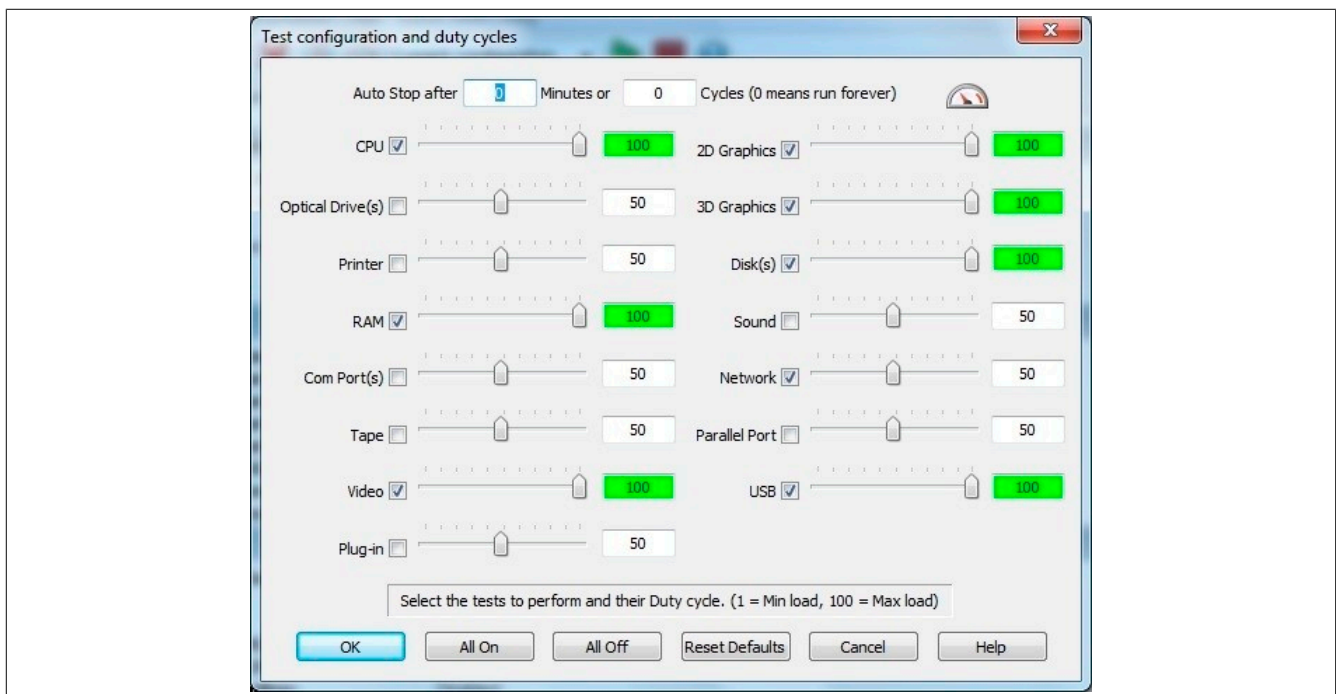 Test configuration and duty cycles
Auto Stop after 0 Minutes or 0 Cycles (0 means run forever)
CPU 100 2D Graphics 100
Optical Drive(s) 50 3D Graphics 100
Printer 50 Disk(s) 100
RAM 100 Sound 50
Com Port(s) 50 Network 50
Tape 50 Parallel Port 50
Video 100 USB 100
Plug-in 50
Select the tests to perform and their Duty cycle. (1 = Min load, 100 = Max load)
OK All On All Off Reset Defaults Cancel Help